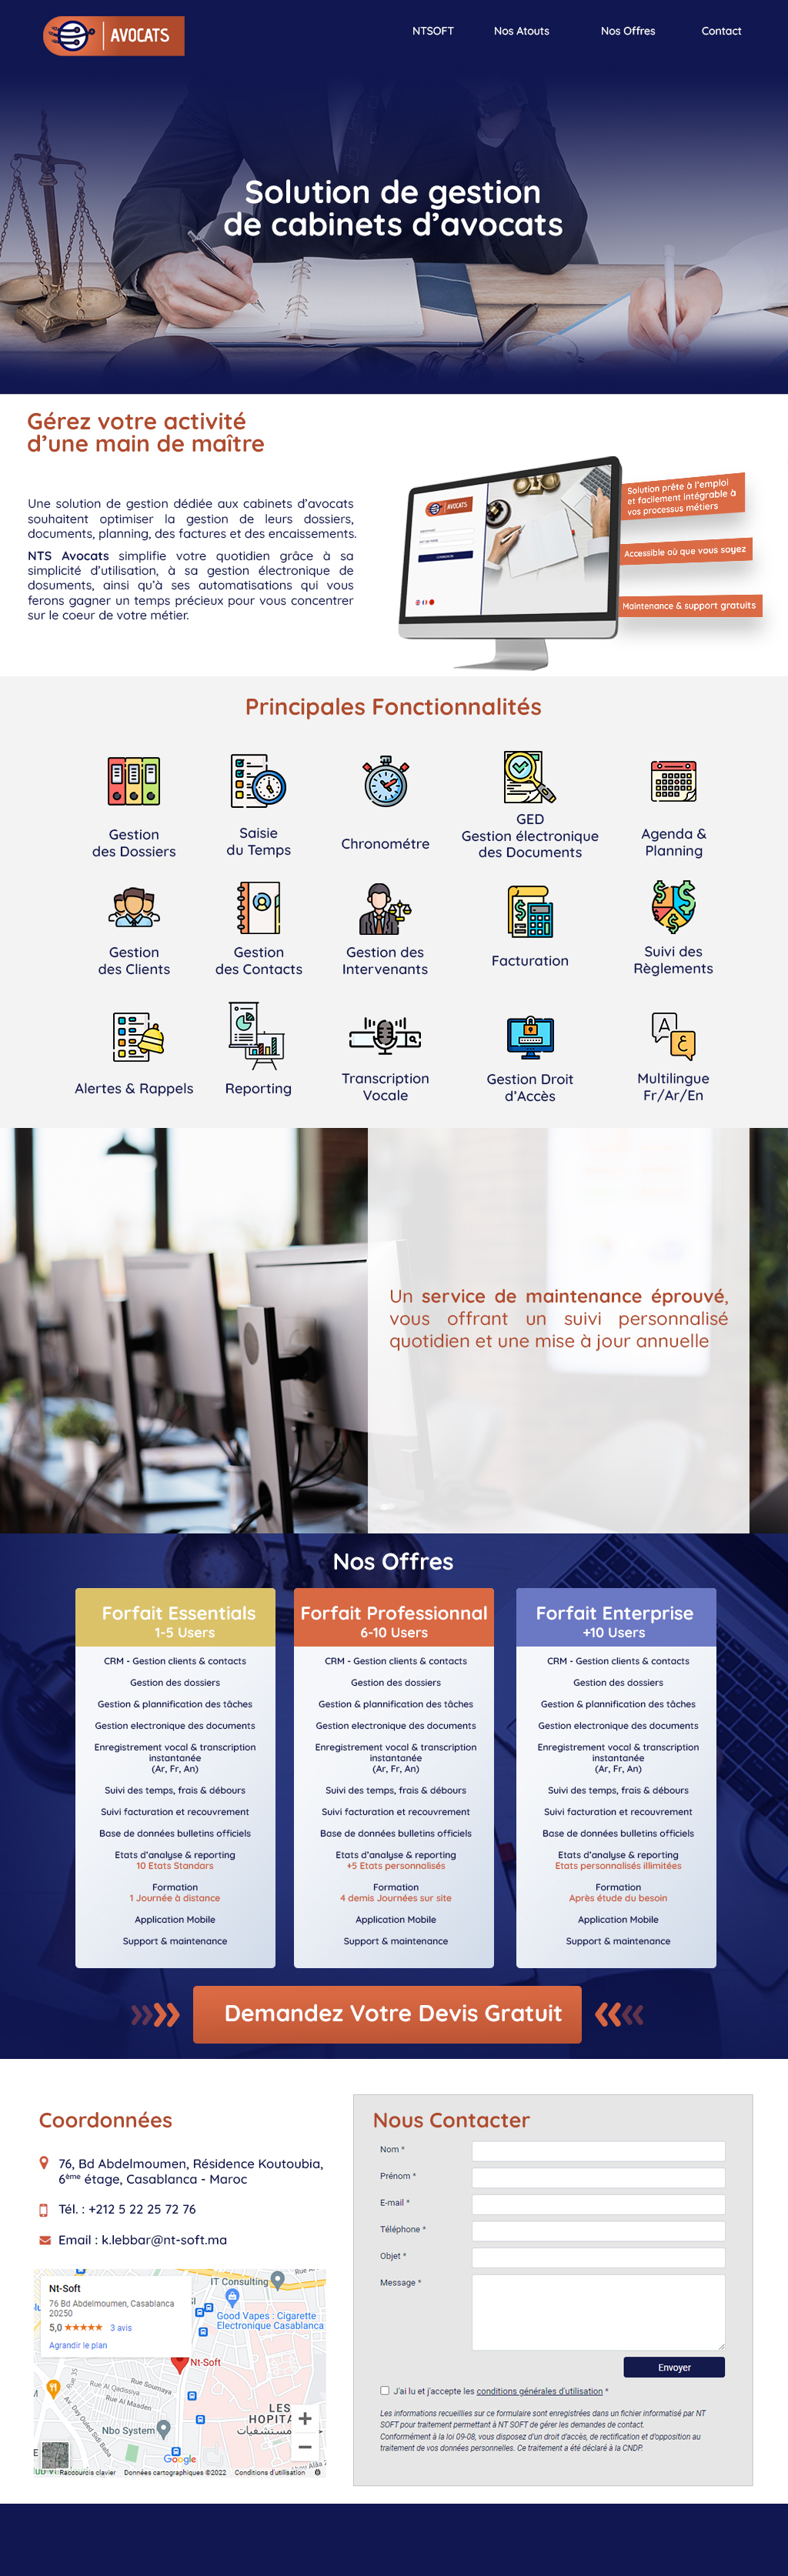 AVOCATS
NTSOFT
Nos Atouts
Nos Offres
Contact
Solution de gestion
de cabinets d’avocats
Gérez votre activité
d’une main de maître
Une solution de gestion dédiée aux cabinets d’avocats
souhaitent optimiser la gestion de leurs dossiers,
documents, planning, des factures et des encaissements.
NTS Avocats simplifie votre quotidien grâce à sa
simplicité d’utilisation, à sa gestion électronique de
dosuments, ainsi qu’à ses automatisations qui vous
ferons gagner un temps précieux pour vous concentrer
sur le coeur de votre métier.
AVOCATS
Solution prête à l’emploi
et facilement intégrable à
vos processus métiers
Accessible où que vous soyez
Maintenance & support gratuits
Principales Fonctionnalités
Gestion
des Dossiers
Saisie
du Temps
Chronométre
GED
Gestion électronique
des Documents
Agenda &
Planning
Gestion
des Clients
Gestion
des Contacts
Gestion des
Intervenants
Facturation
Suivi des
Règlements
Alertes & Rappels
Reporting
Transcription
Vocale
Gestion Droit
d’Accès
A
ع
Multilingue
Fr/Ar/En
Un service de maintenance éprouvé,
vous offrant un suivi personnalisé
quotidien et une mise à jour annuelle
Nos Offres
Forfait Essentials
1-5 Users
CRM - Gestion clients & contacts
Gestion des dossiers
Gestion & plannification des tâches
Gestion electronique des documents
Enregistrement vocal & transcription
instantanée
(Ar, Fr, An)
Suivi des temps, frais & débours
Suivi facturation et recouvrement
Base de données bulletins officiels
Etats d’analyse & reporting
10 Etats Standars
Formation
1 Journée à distance
Application Mobile
Support & maintenance
Forfait Professionnal
6-10 Users
CRM - Gestion clients & contacts
Gestion des dossiers
Gestion & plannification des tâches
Gestion electronique des documents
Enregistrement vocal & transcription
instantanée
(Ar, Fr, An)
Suivi des temps, frais & débours
Suivi facturation et recouvrement
Base de données bulletins officiels
Etats d’analyse & reporting
+5 Etats personnalisés
Formation
4 demis Journées sur site
Application Mobile
Support & maintenance
Forfait Enterprise
+10 Users
CRM - Gestion clients & contacts
Gestion des dossiers
Gestion & plannification des tâches
Gestion electronique des documents
Enregistrement vocal & transcription
instantanée
(Ar, Fr, An)
Suivi des temps, frais & débours
Suivi facturation et recouvrement
Base de données bulletins officiels
Etats d’analyse & reporting
Etats personnalisés illimitées
Formation
Après étude du besoin
Application Mobile
Support & maintenance
Demandez Votre Devis Gratuit
Coordonnées
76, Bd Abdelmoumen, Résidence Koutoubia,
6ème étage, Casablanca - Maroc
Tél. : +212 5 22 25 72 76
Email : k.lebbar@nt-soft.ma
Nt-Soft
76 Bd Abdelmoumen, Casablanca
20250
5,0 ★★★★★ 3 avis
Agrandir le plan
IT Consulting
Good Vapes : Cigarette
Electronique Casablanca
Nt-Soft
Rue Soumaya
Rue Al Qadissiya
Rue Al Maaden
Av. Day Ouled Sidi Baba
Nbo System
LES
HOPITA
Google
Raccourcis clavier
Données cartographiques ©2022
Conditions d'utilisation
Nous Contacter
Nom *
Prénom *
E-mail *
Téléphone *
Objet *
Message *
Envoyer
J'ai lu et j'accepte les conditions générales d'utilisation *
Les informations recueillies sur ce formulaire sont enregistrées dans un fichier informatisé par NT
SOFT pour traitement permettant à NT SOFT de gérer les demandes de contact.
Conformément à la loi 09-08, vous disposez d'un droit d'accès, de rectification et d'opposition au
traitement de vos données personnelles. Ce traitement a été déclaré à la CNDP.